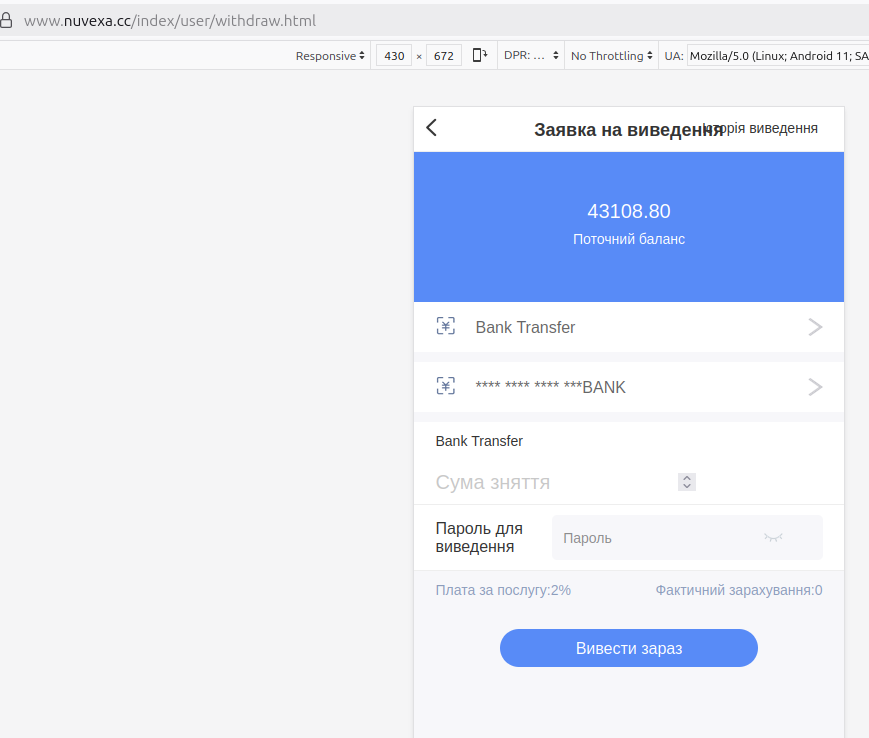 www.nuvexa.cc/index/user/withdraw.html
Responsive 430 × 672 DPR: ... No Throttling UA: Mozilla/5.0 (Linux; Android 11; SA
Заявка на виведення Історія виведення
43108.80
Поточний баланс
Bank Transfer
**** **** **** ***BANK
Bank Transfer
Сума зняття
Пароль для
виведення
Пароль
Плата за послугу:2% Фактичний зарахування:0
Вивести зараз